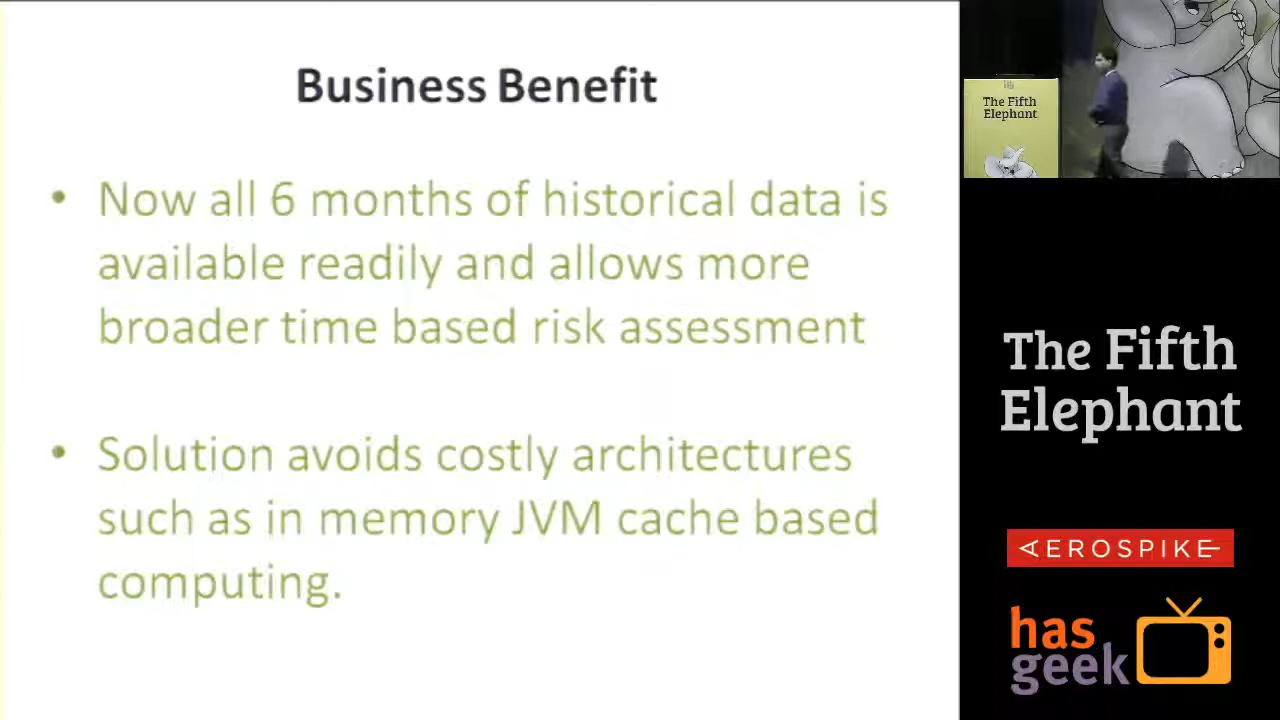 Business Benefit
• Now all 6 months of historical data is
available readily and allows more
broader time based risk assessment
• Solution avoids costly architectures
such as in memory JVM cache based
computing.
The Fifth
Elephant
The Fifth
Elephant
AEROSPIKE
has
geek